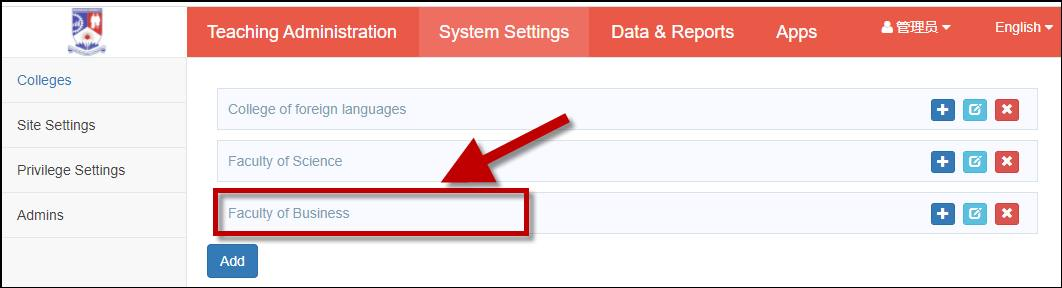 Teaching Administration System Settings Data & Reports Apps 管理员 English
Colleges
Site Settings
Privilege Settings
Admins
College of foreign languages
Faculty of Science
Faculty of Business
Add